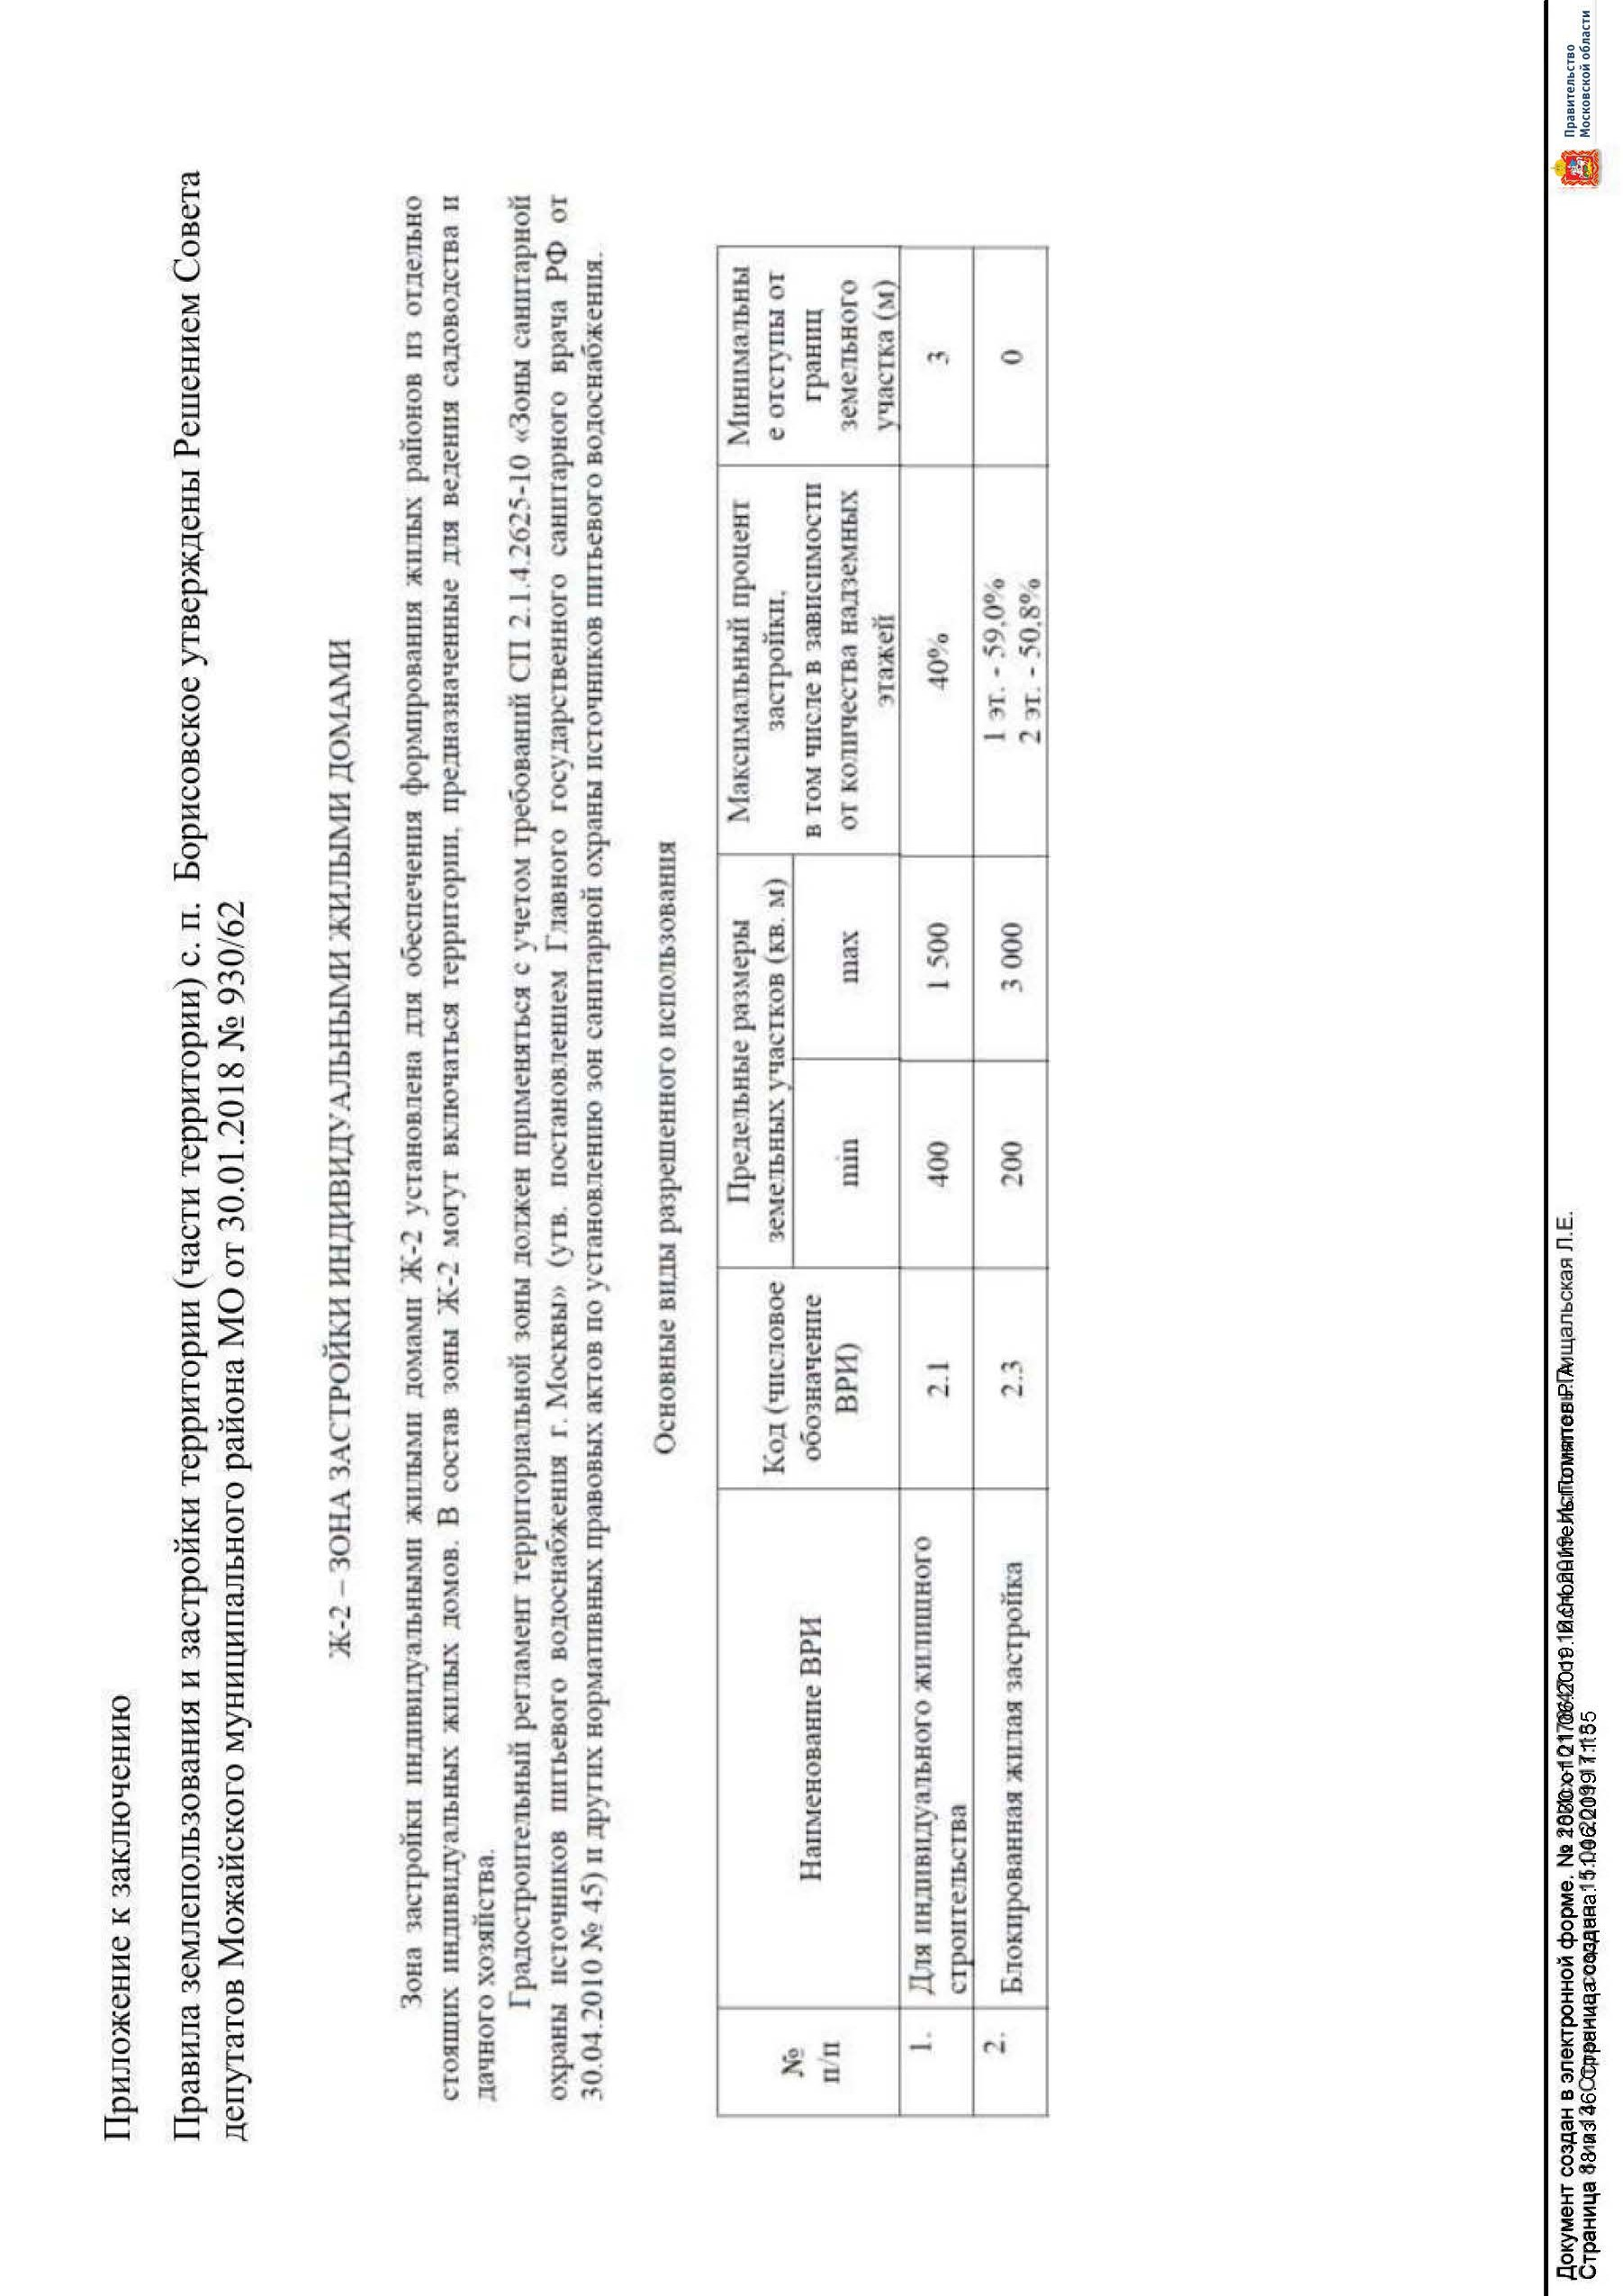 Приложение к заключению
Правила землепользования и застройки территории (части территории) с. п. Борисовское утверждены Решением Совета
депутатов Можайского муниципального района МО от 30.01.2018 № 930/62
Ж-2 – ЗОНА ЗАСТРОЙКИ ИНДИВИДУАЛЬНЫМИ ЖИЛЫМИ ДОМАМИ
Зона застройки индивидуальными жилыми домами Ж-2 установлена для обеспечения формирования жилых районов из отдельно
стоящих индивидуальных жилых домов. В состав зоны Ж-2 могут включаться территории, предназначенные для ведения садоводства и
дачного хозяйства.
Градостроительный регламент территориальной зоны должен применяться с учетом требований СП 2.1.4.2625-10 «Зоны санитарной
охраны источников питьевого водоснабжения г. Москвы» (утв. постановлением Главного государственного санитарного врача РФ от
30.04.2010 № 45) и других нормативных правовых актов по установлению зон санитарной охраны источников питьевого водоснабжения.
Основные виды разрешенного использования
№
п/п
Наименование ВРИ
Код (числовое
обозначение
ВРИ)
Предельные размеры
земельных участков (кв. м)
min
max
Максимальный процент
застройки,
в том числе в зависимости
от количества надземных
этажей
Минимальны
е отступы от
границ
земельного
участка (м)
1.
Для индивидуального жилищного
строительства
2.1
400
1 500
40%
3
2.
Блокированная жилая застройка
2.3
200
3 000
1 эт. - 59,0%
2 эт. - 50,8%
0
Документ создан в электронной форме. №
Страница
Правительство
Московской области